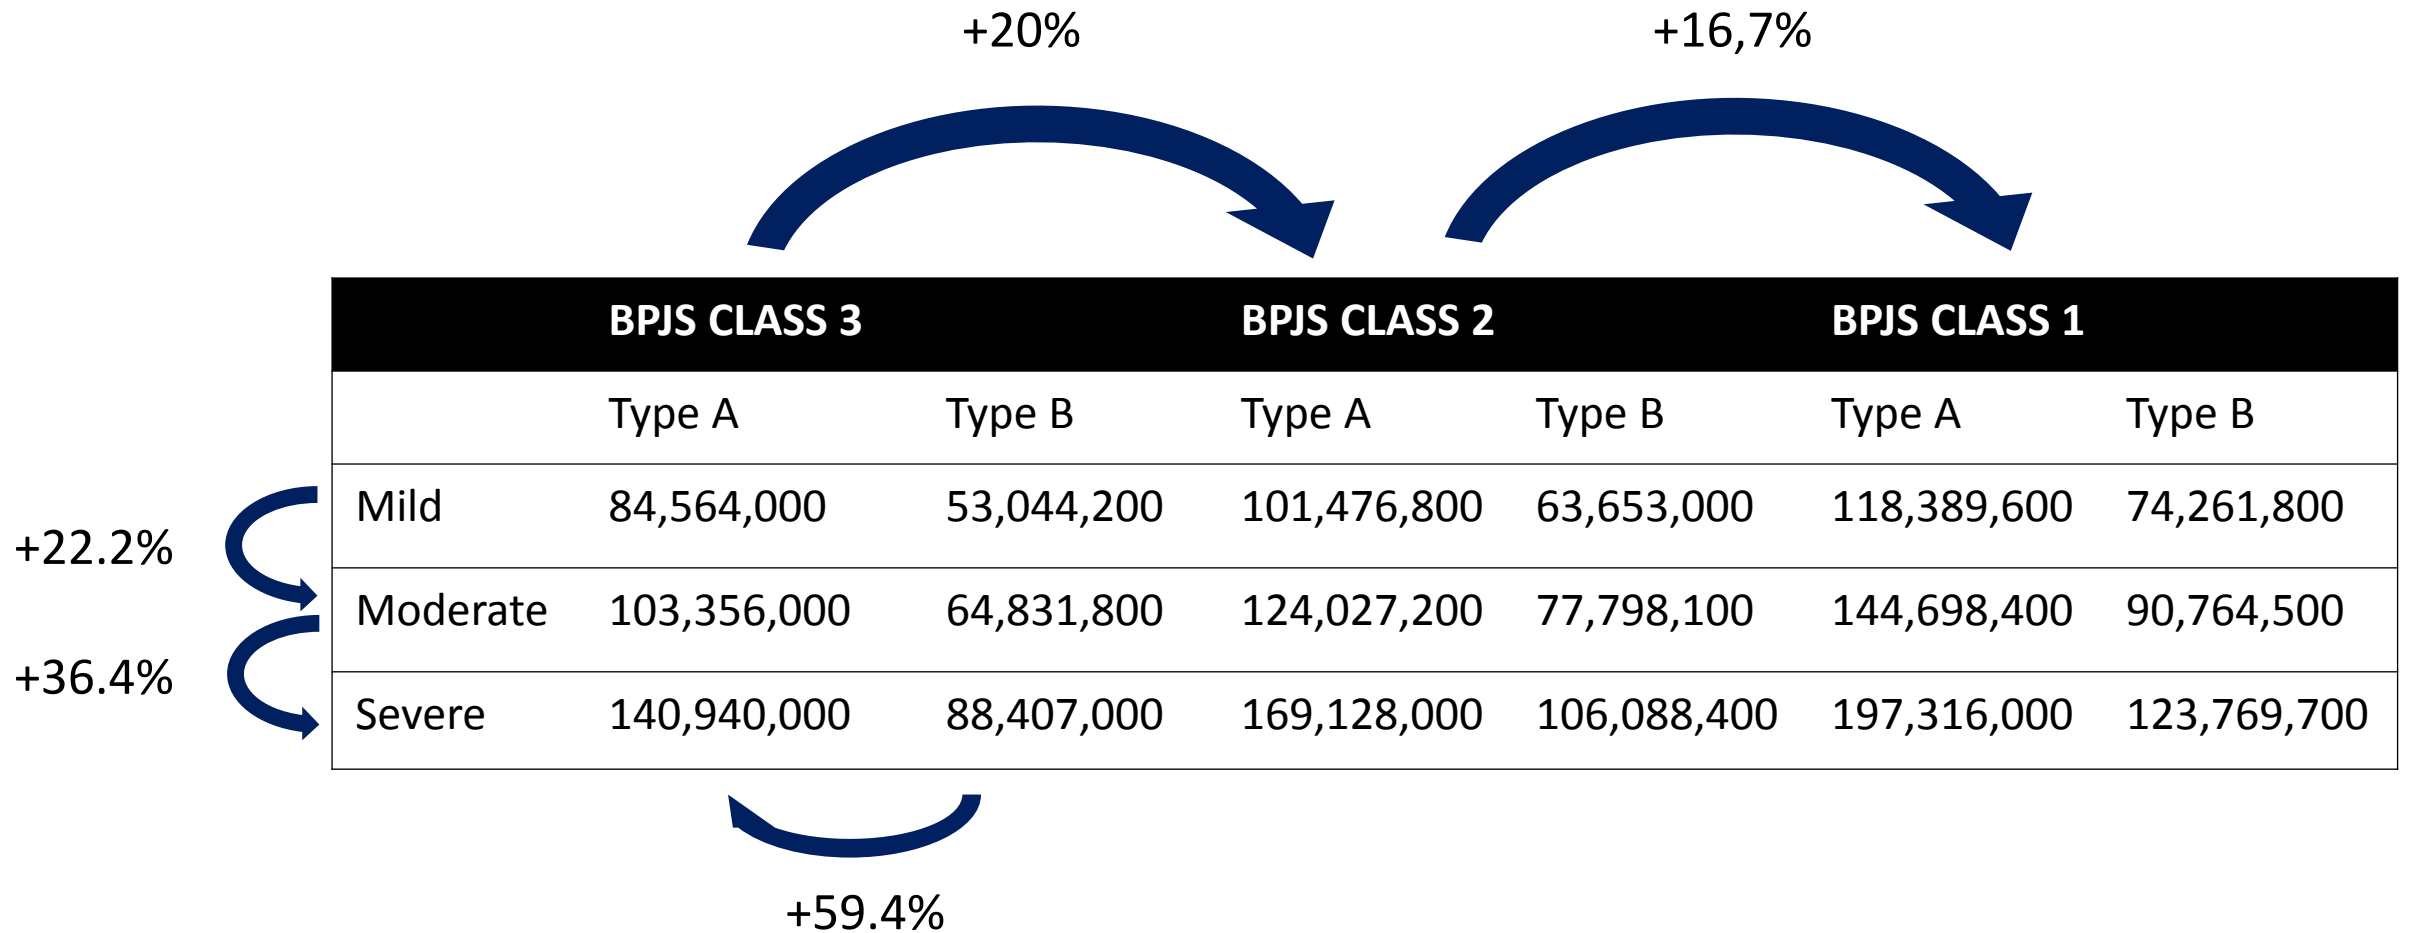 +20% +16,7%
BPJS CLASS 3 BPJS CLASS 2 BPJS CLASS 1
Type A Type B Type A Type B Type A Type B
Mild 84,564,000 53,044,200 101,476,800 63,653,000 118,389,600 74,261,800
+22.2%
Moderate 103,356,000 64,831,800 124,027,200 77,798,100 144,698,400 90,764,500
+36.4%
Severe 140,940,000 88,407,000 169,128,000 106,088,400 197,316,000 123,769,700
+59.4%